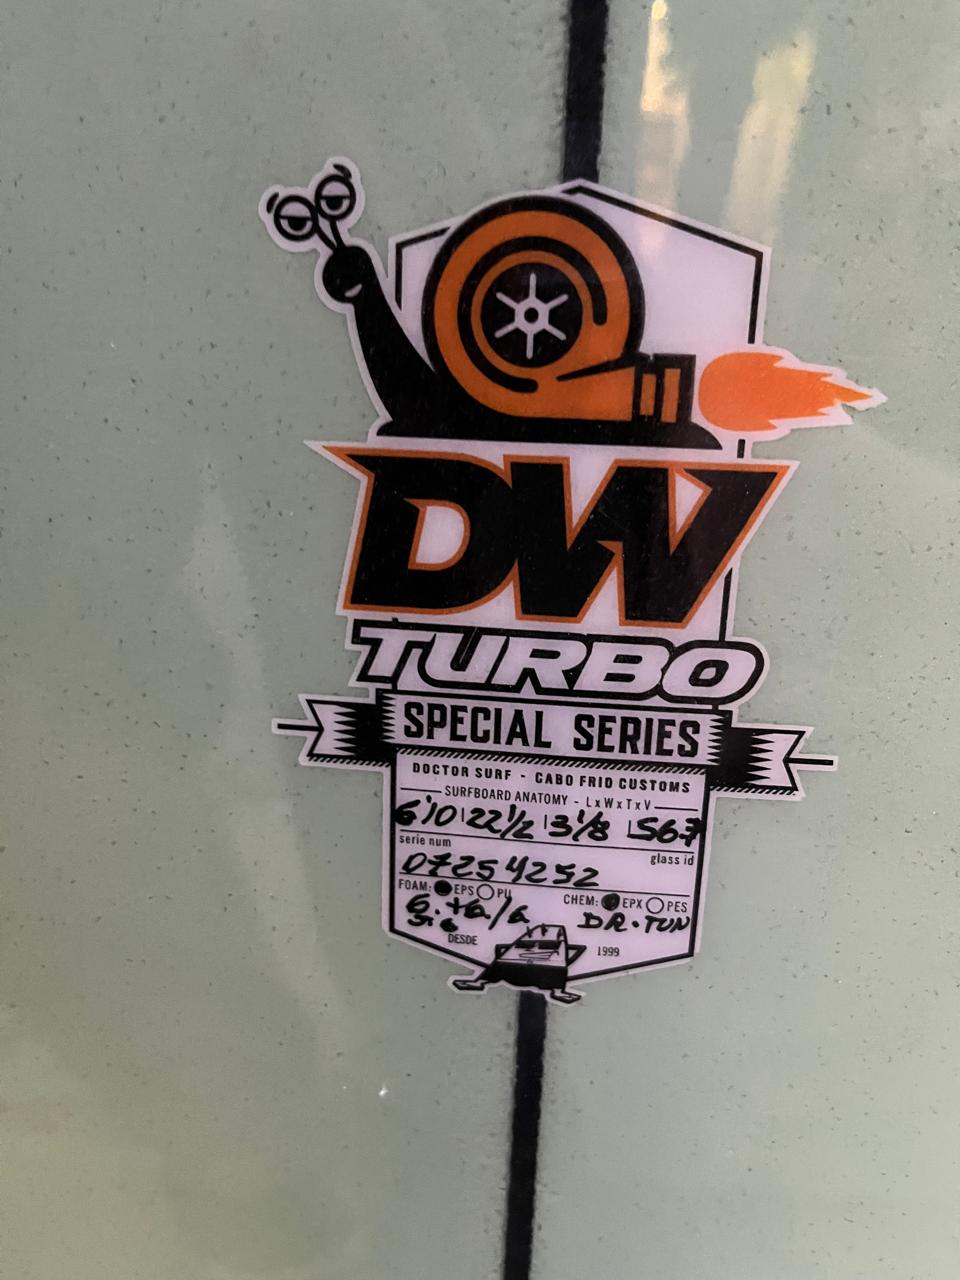 DW
TURBO
SPECIAL SERIES
DOCTOR SURF - CABO FRIO CUSTOMS
SURFBOARD ANATOMY - LxWxTxV
6'10 | 22 1/2 | 3 1/8 | 56.7
serie num
glass id
07254252
FOAM: EPS PU CHEM: EPX PES
DR. TUN
DESDE 1999